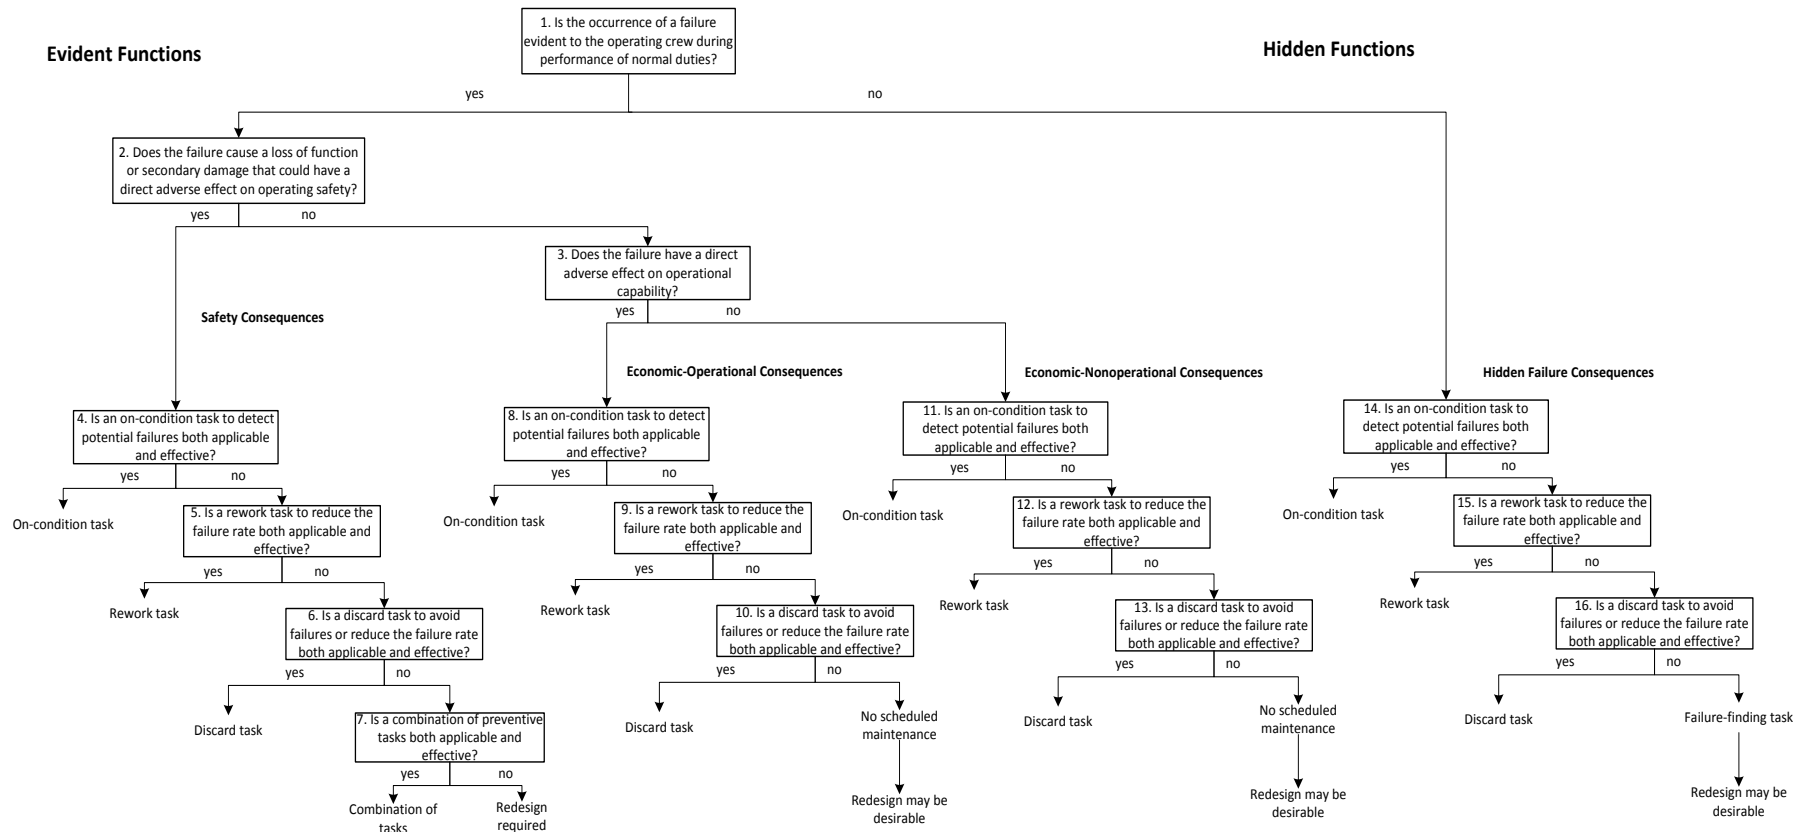 Evident Functions
1. Is the occurrence of a failure
evident to the operating crew during
performance of normal duties?
Hidden Functions
yes
no
2. Does the failure cause a loss of function
or secondary damage that could have a
direct adverse effect on operating safety?
yes
no
3. Does the failure have a direct
adverse effect on operational
capability?
yes
no
Safety Consequences
Economic-Operational Consequences
Economic-Nonoperational Consequences
Hidden Failure Consequences
4. Is an on-condition task to detect
potential failures both applicable
and effective?
yes
no
On-condition task
5. Is a rework task to reduce the
failure rate both applicable and
effective?
yes
no
Rework task
6. Is a discard task to avoid
failures or reduce the failure rate
both applicable and effective?
yes
no
Discard task
7. Is a combination of preventive
tasks both applicable and
effective?
yes
no
Combination of
tasks
Redesign
required
8. Is an on-condition task to detect
potential failures both applicable
and effective?
yes
no
On-condition task
9. Is a rework task to reduce the
failure rate both applicable and
effective?
yes
no
Rework task
10. Is a discard task to avoid
failures or reduce the failure rate
both applicable and effective?
yes
no
Discard task
No scheduled
maintenance
Redesign may be
desirable
11. Is an on-condition task to
detect potential failures both
applicable and effective?
yes
no
On-condition task
12. Is a rework task to reduce the
failure rate both applicable and
effective?
yes
no
Rework task
13. Is a discard task to avoid
failures or reduce the failure rate
both applicable and effective?
yes
no
Discard task
No scheduled
maintenance
Redesign may be
desirable
14. Is an on-condition task to
detect potential failures both
applicable and effective?
yes
no
On-condition task
15. Is a rework task to reduce the
failure rate both applicable and
effective?
yes
no
Rework task
16. Is a discard task to avoid
failures or reduce the failure rate
both applicable and effective?
yes
no
Discard task
Failure-finding task
Redesign may be
desirable